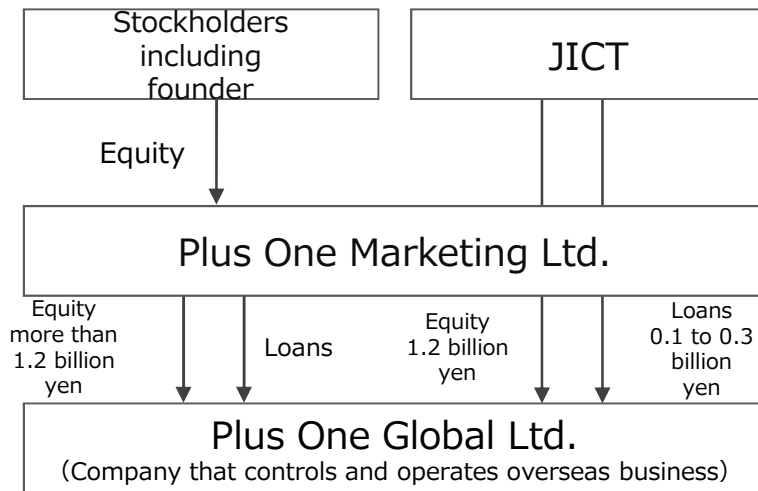 Stockholders
including
founder
JICT
Equity
Plus One Marketing Ltd.
Equity
more than
1.2 billion
yen
Loans
Equity
1.2 billion
yen
Loans
0.1 to 0.3
billion
yen
Plus One Global Ltd.
（Company that controls and operates overseas business）